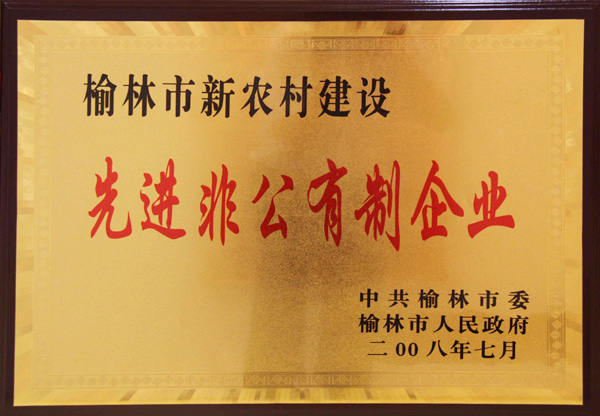 榆林市新农村建设
先进非公有制企业
中共榆林市委
榆林市人民政府
二00八年七月